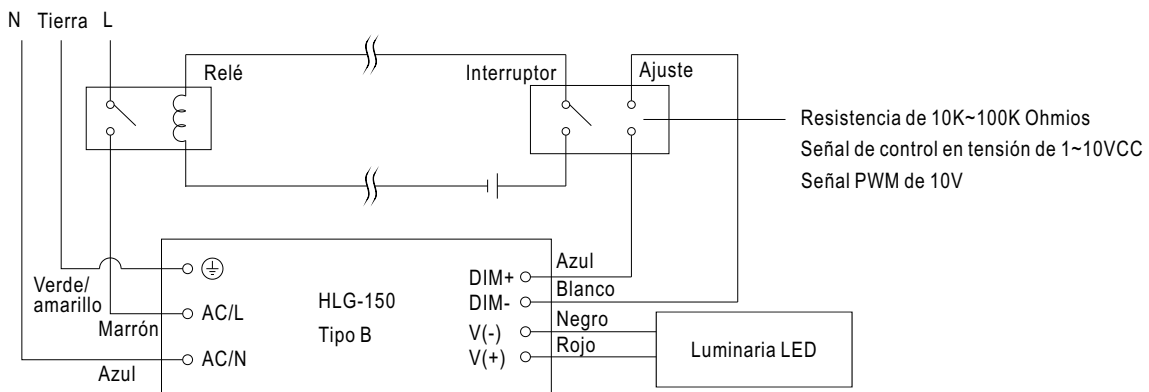 N Tierra L
Relé
Interruptor
Ajuste
Resistencia de 10K~100K Ohmios
Señal de control en tensión de 1~10VCC
Señal PWM de 10V
Verde/
amarillo
Marrón
Azul
AC/L
AC/N
HLG-150
Tipo B
DIM+
DIM-
V(-)
V(+)
Azul
Blanco
Negro
Rojo
Luminaria LED